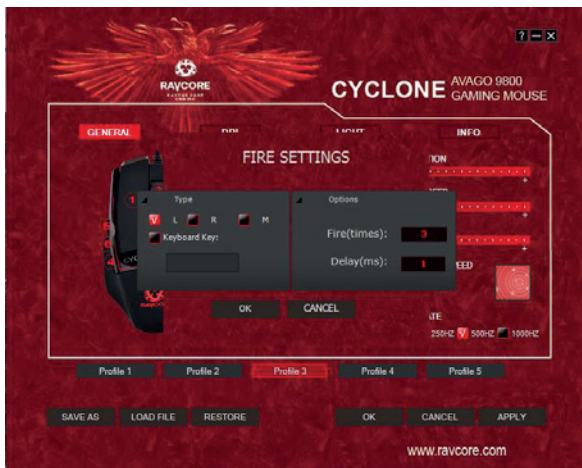 ? — X
RAVCORE
CYCLONE AVAGO 9800
GAMING MOUSE
GENERAL DPI LIGHT INFO
FIRE SETTINGS
Type
V L R M
Keyboard Key:
Options
Fire(times): 3
Delay(ms): 1
OK CANCEL
250HZ V 500HZ 1000HZ
Profile 1 Profile 2 Profile 3 Profile 4 Profile 5
SAVE AS LOAD FILE RESTORE OK CANCEL APPLY
www.ravcore.com